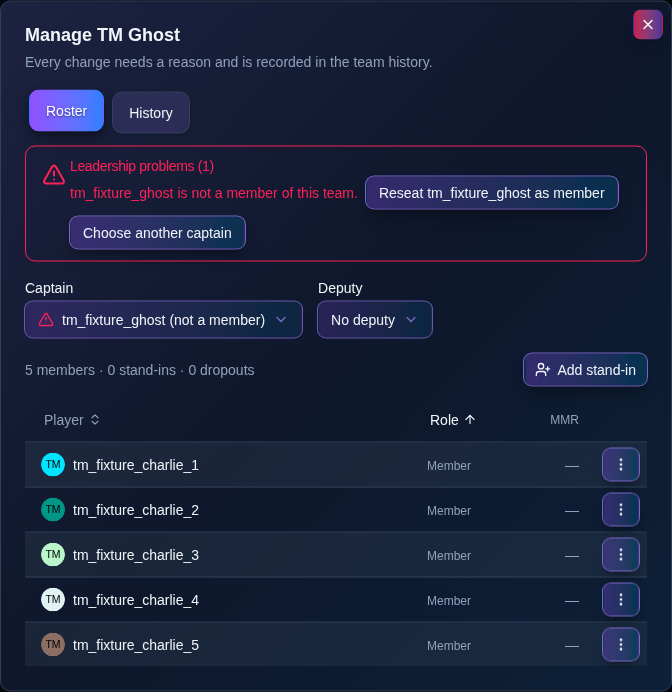 Manage TM Ghost
Every change needs a reason and is recorded in the team history.
Roster
History
Leadership problems (1)
tm_fixture_ghost is not a member of this team.
Reseat tm_fixture_ghost as member
Choose another captain
Captain
Deputy
tm_fixture_ghost (not a member)
No deputy
5 members · 0 stand-ins · 0 dropouts
Add stand-in
Player
Role
MMR
TM tm_fixture_charlie_1 Member —
TM tm_fixture_charlie_2 Member —
TM tm_fixture_charlie_3 Member —
TM tm_fixture_charlie_4 Member —
TM tm_fixture_charlie_5 Member —